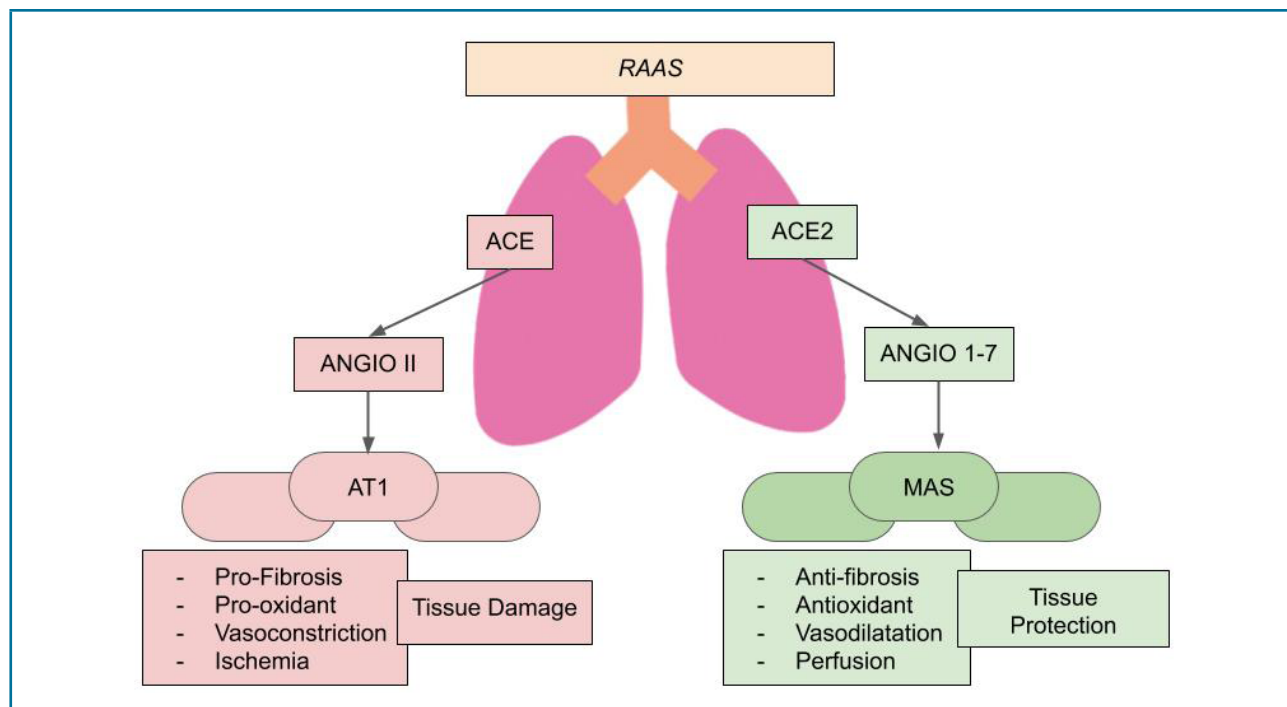 RAAS
ACE
ACE2
ANGIO II
ANGIO 1-7
AT1
MAS
- Pro-Fibrosis
- Pro-oxidant
- Vasoconstriction
- Ischemia
Tissue Damage
- Anti-fibrosis
- Antioxidant
- Vasodilatation
- Perfusion
Tissue
Protection